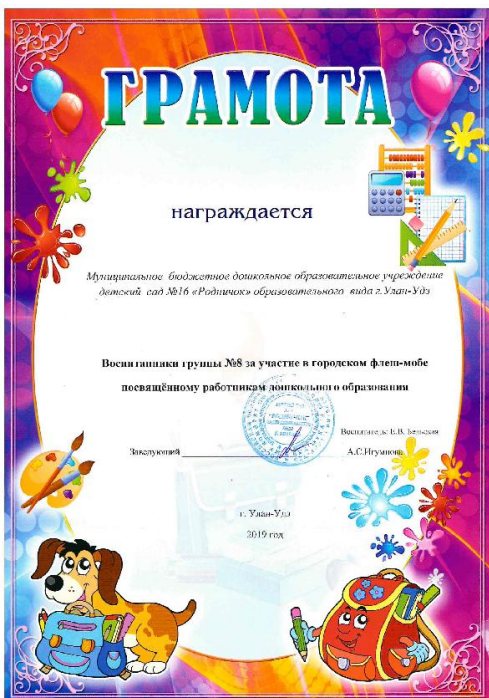 ГРАМОТА
награждается
Муниципальное бюджетное дошкольное образовательное учреждение
детский сад №16 «Родничок» образовательного вида г.Улан-Удэ
Воспитанники группы №8 за участие в городском флеш-мобе
посвящённому работникам дошкольного образования
Воспитатель: Е.В.
Заведующий А.С.Игумнова
г. Улан-Удэ
2019 год